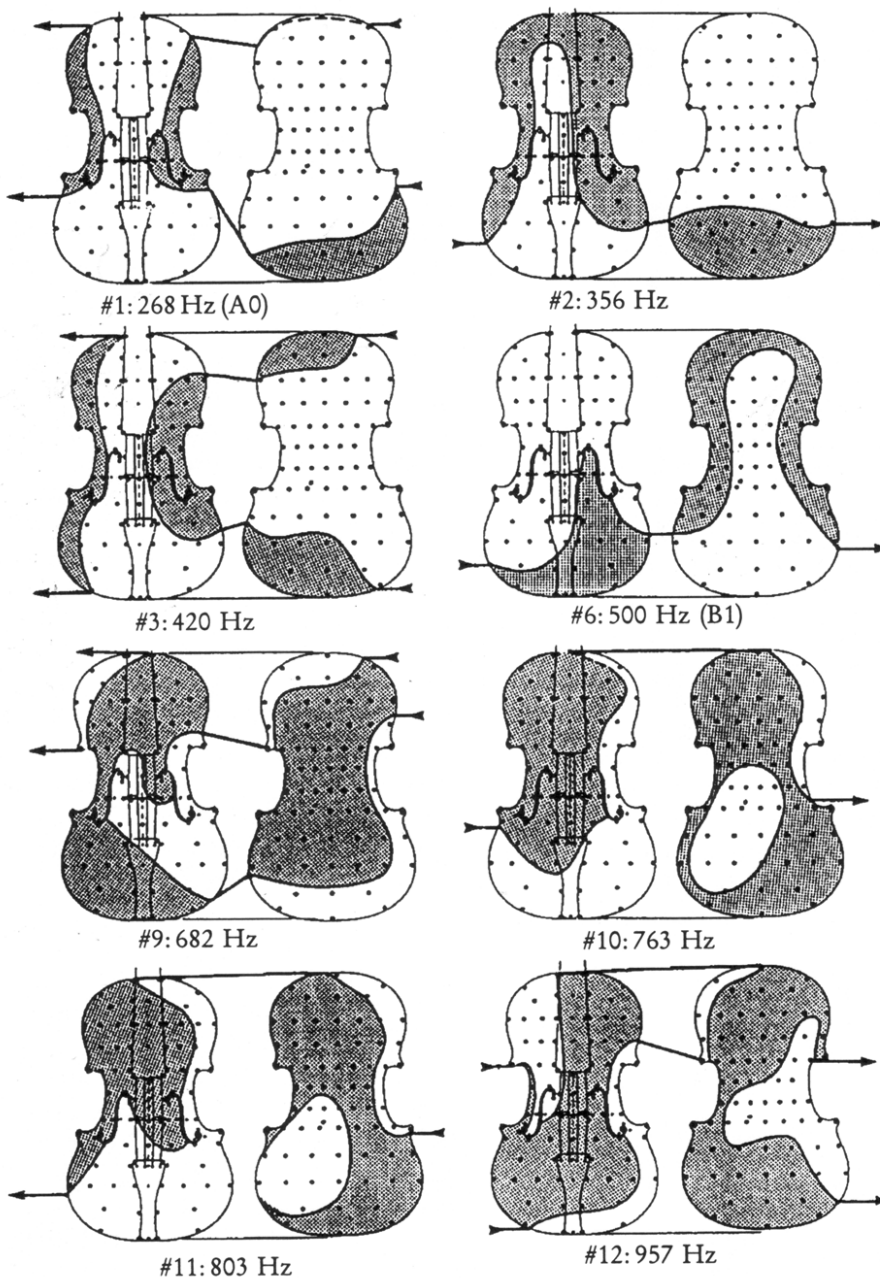 #1: 268 Hz (A0)
#2: 356 Hz
#3: 420 Hz
#6: 500 Hz (B1)
#9: 682 Hz
#10: 763 Hz
#11: 803 Hz
#12: 957 Hz